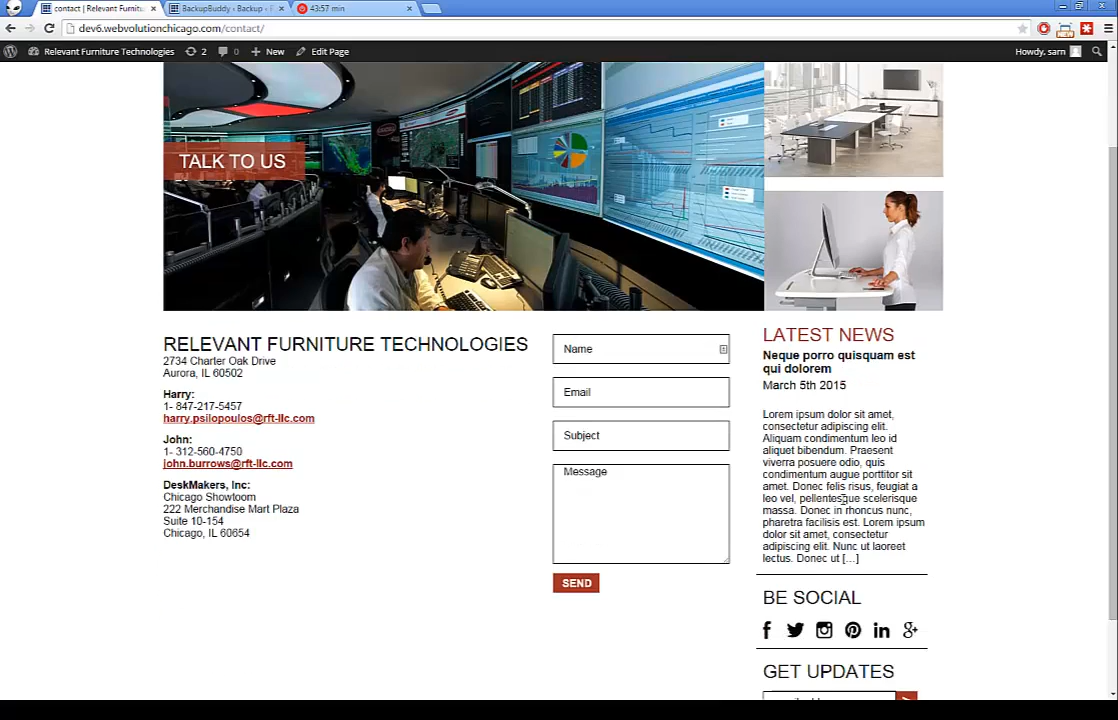 contact | Relevant Furnitu
BackupBuddy ‹ Backup ‹
43:57 min
dev6.webvolutionchicago.com/contact/
Relevant Furniture Technologies
2
0
New
Edit Page
Howdy, sarn
TALK TO US
RELEVANT FURNITURE TECHNOLOGIES
2734 Charter Oak Drive
Aurora, IL 60502
Harry:
1- 847-217-5457
harry.psilopoulos@rft-llc.com
John:
1- 312-560-4750
john.burrows@rft-llc.com
DeskMakers, Inc:
Chicago Showtoom
222 Merchandise Mart Plaza
Suite 10-154
Chicago, IL 60654
Name
Email
Subject
Message
SEND
LATEST NEWS
Neque porro quisquam est
qui dolorem
March 5th 2015
Lorem ipsum dolor sit amet,
consectetur adipiscing elit.
Aliquam condimentum leo id
aliquet bibendum. Praesent
viverra posuere odio, quis
condimentum augue porttitor sit
amet. Donec felis risus, feugiat a
leo vel, pellentesque scelerisque
massa. Donec in rhoncus nunc,
pharetra facilisis est. Lorem ipsum
dolor sit amet, consectetur
adipiscing elit. Nunc ut laoreet
lectus. Donec ut [...]
BE SOCIAL
GET UPDATES